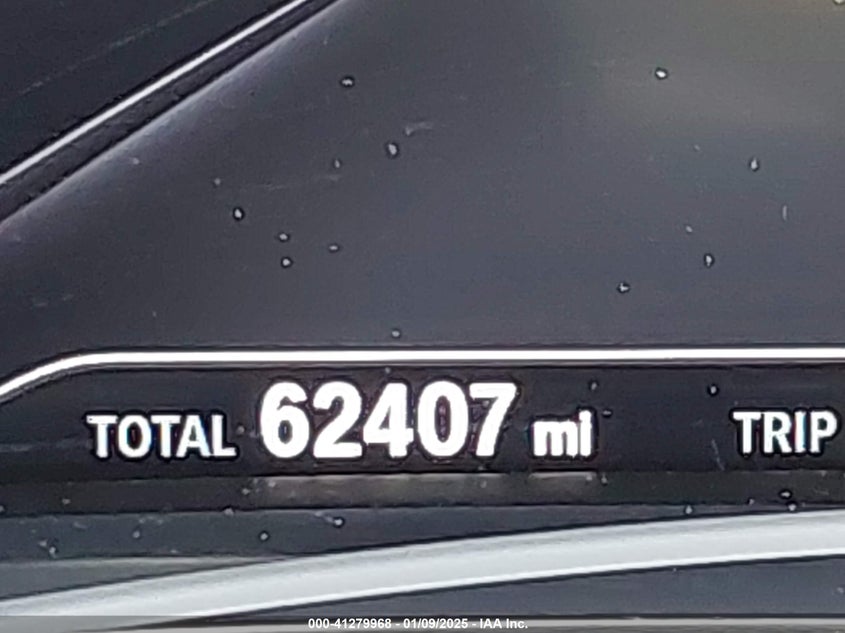 TOTAL 62407 mi TRIP
000-41279968 - 01/09/2025 - IAA Inc.